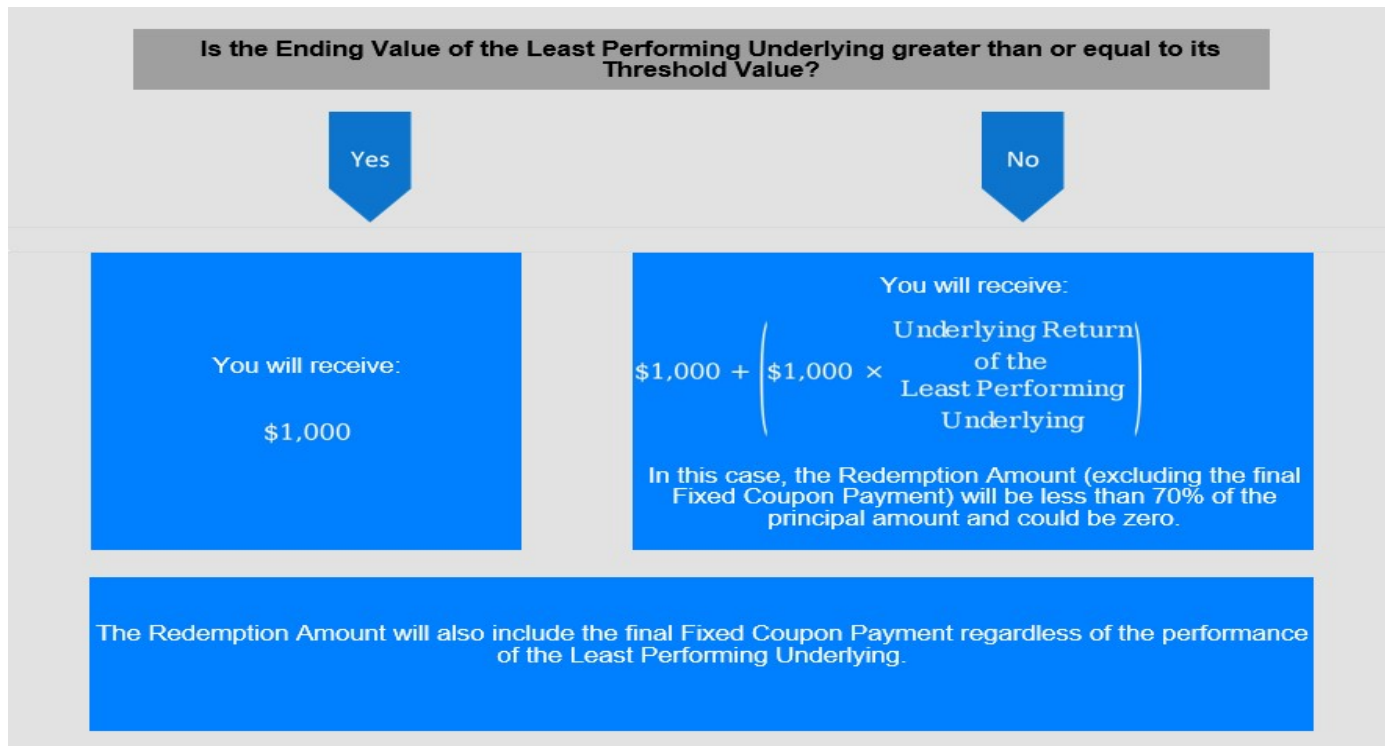 Is the Ending Value of the Least Performing Underlying greater than or equal to its
Threshold Value?
Yes
No
You will receive:
$1,000
You will receive:
$1,000 + ($1,000 × Underlying Return
of the
Least Performing
Underlying)
In this case, the Redemption Amount (excluding the final
Fixed Coupon Payment) will be less than 70% of the
principal amount and could be zero.
The Redemption Amount will also include the final Fixed Coupon Payment regardless of the performance
of the Least Performing Underlying.